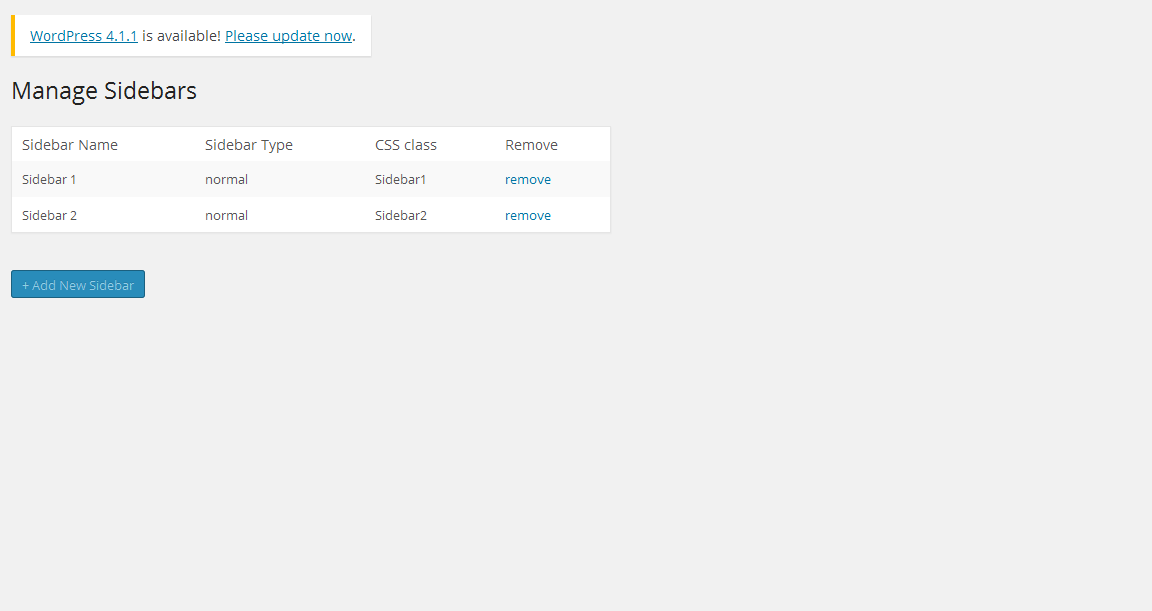 WordPress 4.1.1 is available! Please update now.
Manage Sidebars
Sidebar Name Sidebar Type CSS class Remove
Sidebar 1 normal Sidebar1 remove
Sidebar 2 normal Sidebar2 remove
+ Add New Sidebar